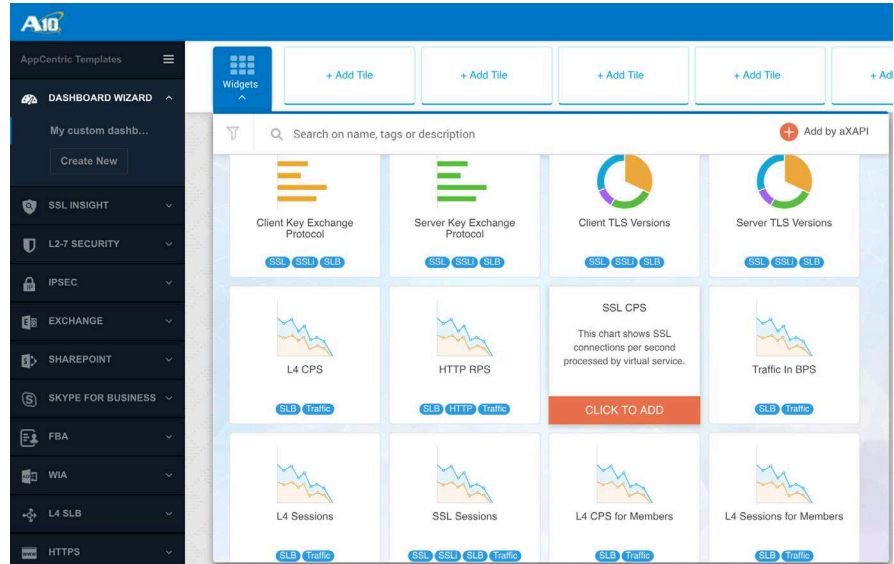 A10
AppCentric Templates
DASHBOARD WIZARD
My custom dashb...
Create New
SSL INSIGHT
L2-7 SECURITY
IPSEC
EXCHANGE
SHAREPOINT
SKYPE FOR BUSINESS
FBA
WIA
L4 SLB
HTTPS
Widgets
+ Add Tile
+ Add Tile
+ Add Tile
+ Add Tile
+ Ad
Search on name, tags or description
Add by aXAPI
Client Key Exchange
Protocol
SSL SSLi SLB
Server Key Exchange
Protocol
SSL SSLi SLB
Client TLS Versions
SSL SSLi SLB
Server TLS Versions
SSL SSLi SLB
L4 CPS
SLB Traffic
HTTP RPS
SLB HTTP Traffic
SSL CPS
This chart shows SSL
connections per second
processed by virtual service.
CLICK TO ADD
Traffic In BPS
SLB Traffic
L4 Sessions
SLB Traffic
SSL Sessions
SSL SSLi SLB Traffic
L4 CPS for Members
SLB Traffic
L4 Sessions for Members
SLB Traffic